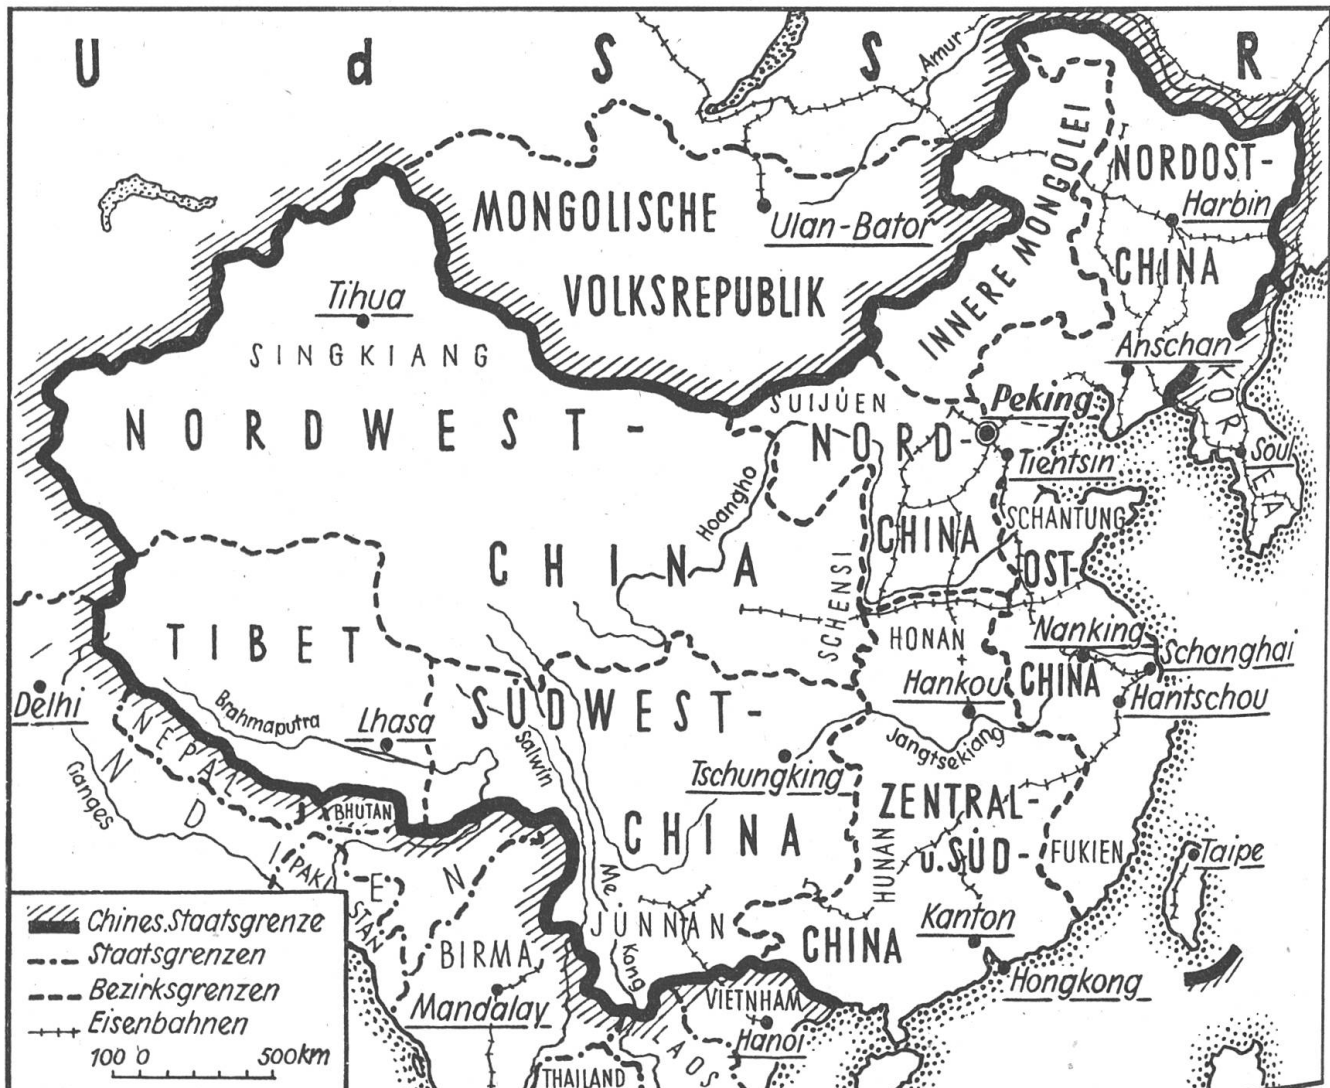 U d S S R
Amur
MONGOLISCHE
VOLKSREPUBLIK
Ulan-Bator
INNERE MONGOLEI
NORDOST-
Harbin
CHINA
Tihua
SINGKIANG
Anschan
KOREA
Soul
SUIJÜEN
Peking
NORDWEST-
NORD-
Tientsin
Hoangho
SCHANTUNG
CHINA
CHINA
OST-
SCHENSI
TIBET
HONAN
Nanking
Schanghai
Delhi
Hankou
CHINA
Hantschou
NEPAL
Brahmaputra
Lhasa
SÜDWEST-
Salwin
Jangtsekiang
Tschungking
Ganges
INDIEN
BHUTAN
ZENTRAL-
CHINA
HUNAN
u. SÜD-
FUKIEN
Taipe
PAKI
STAN
Me
Kong
JÜNNAN
CHINA
Kanton
BIRMA
Hongkong
Mandalay
VIETNHAM
Hanoi
LAOS
THAILAND
Chines. Staatsgrenze
Staatsgrenzen
Bezirksgrenzen
Eisenbahnen
100 0 500km